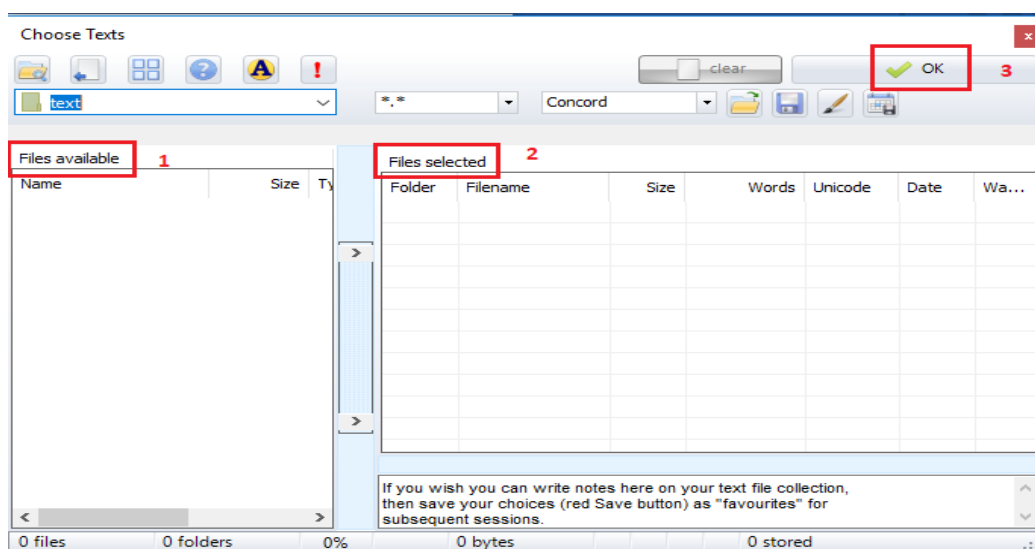 Choose Texts
x
? A !
clear
OK
3
text
*.*
Concord
Files available
1
Files selected
2
Name Size Ty
Folder Filename Size Words Unicode Date Wa...
>
>
If you wish you can write notes here on your text file collection,
then save your choices (red Save button) as "favourites" for
subsequent sessions.
0 files 0 folders 0% 0 bytes 0 stored